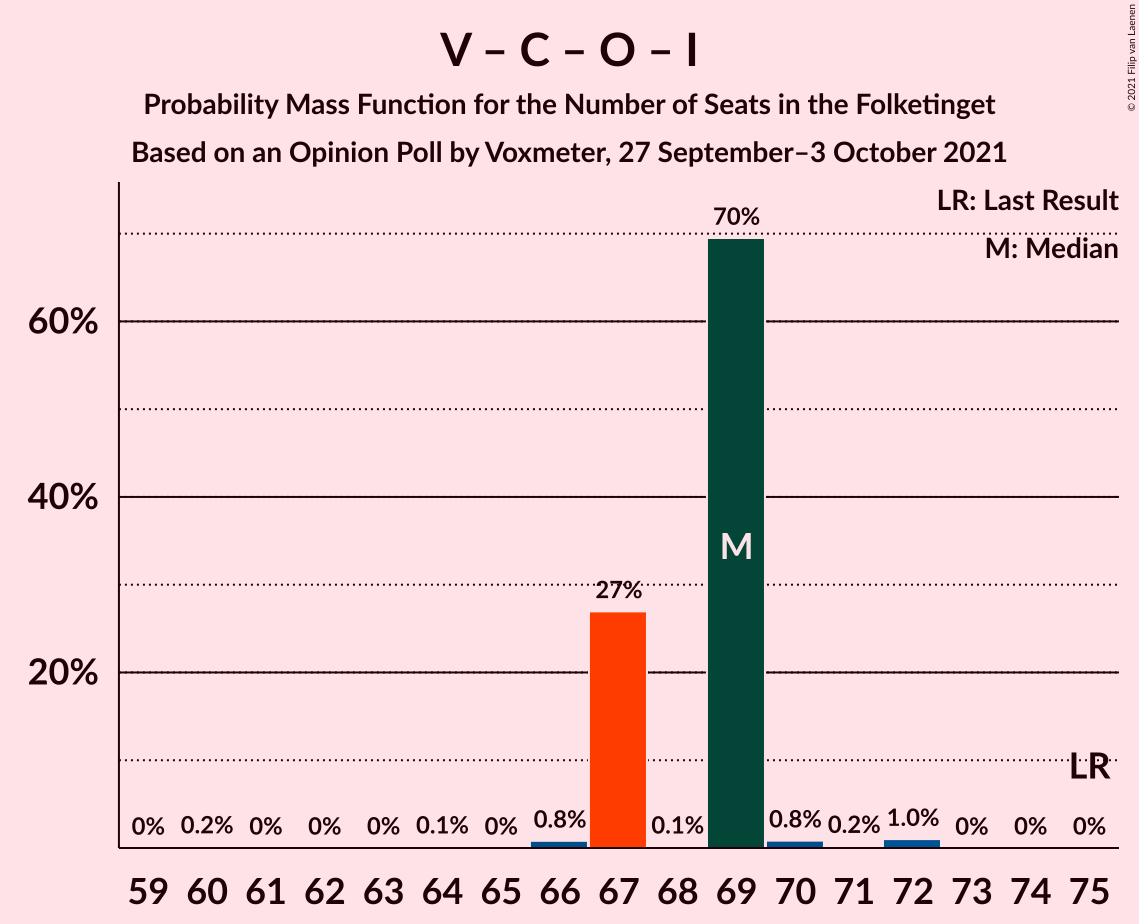 V – C – O – I
Probability Mass Function for the Number of Seats in the Folketinget
Based on an Opinion Poll by Voxmeter, 27 September–3 October 2021
© 2021 Filip van Laenen
LR: Last Result
M: Median
70%
60%
40%
M
27%
20%
LR
0% 0.2% 0% 0% 0% 0.1% 0% 0.8% 0.1% 0.8% 0.2% 1.0% 0% 0% 0%
59 60 61 62 63 64 65 66 67 68 69 70 71 72 73 74 75